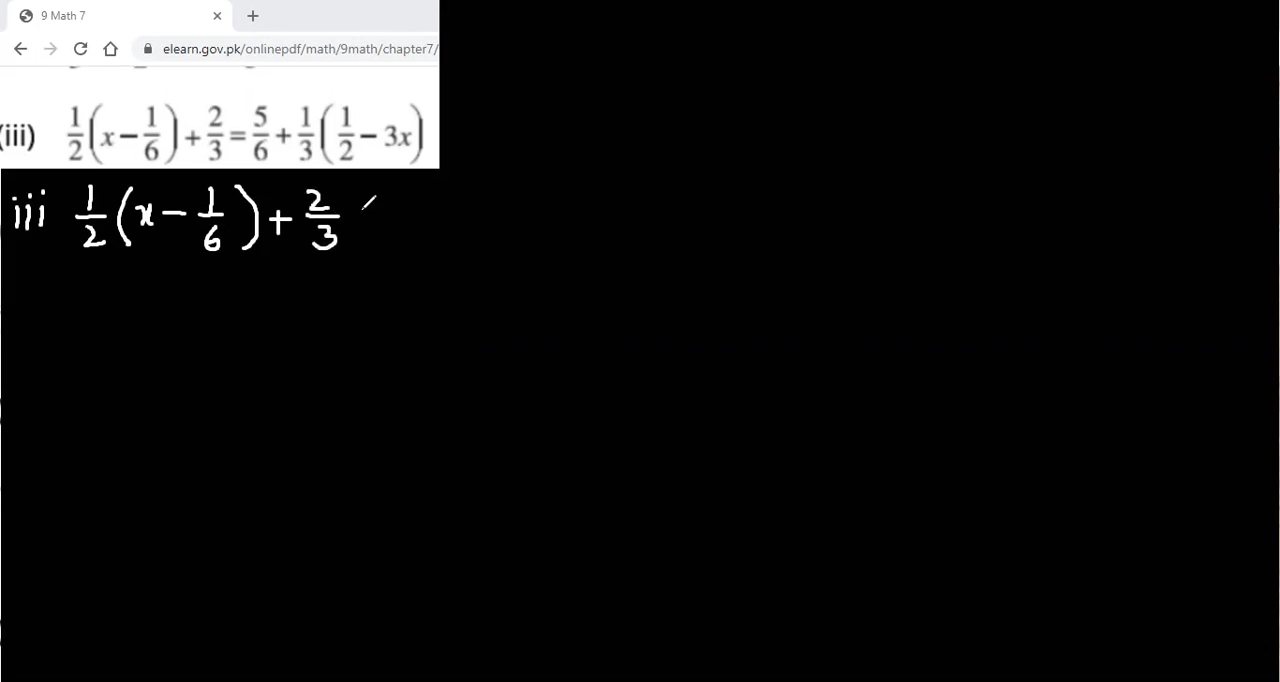 9 Math 7
elearn.gov.pk/onlinepdf/math/9math/chapter7/
(iii) 1/2(x − 1/6) + 2/3 = 5/6 + 1/3(1/2 − 3x)
iii 1/2(x − 1/6) + 2/3